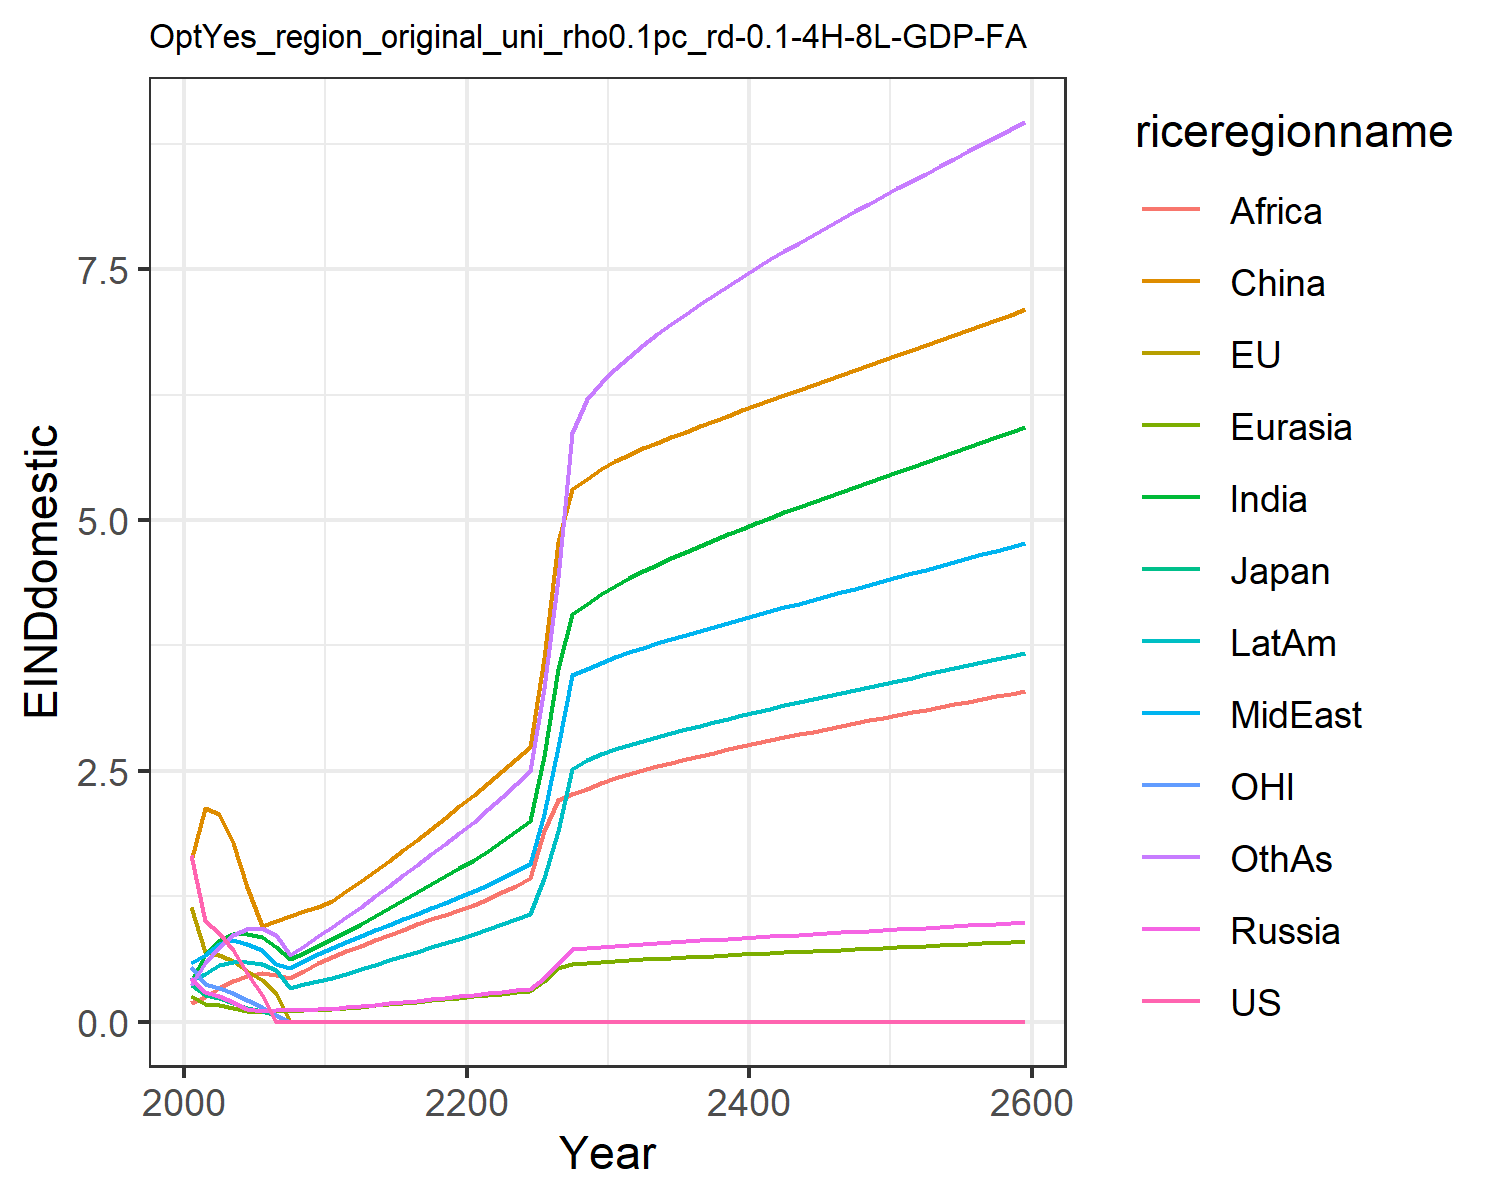 OptYes_region_original_uni_rho0.1pc_rd-0.1-4H-8L-GDP-FA
EINDdomestic
7.5
5.0
2.5
0.0
2000
2200
2400
2600
Year
riceregionname
Africa
China
EU
Eurasia
India
Japan
LatAm
MidEast
OHI
OthAs
Russia
US